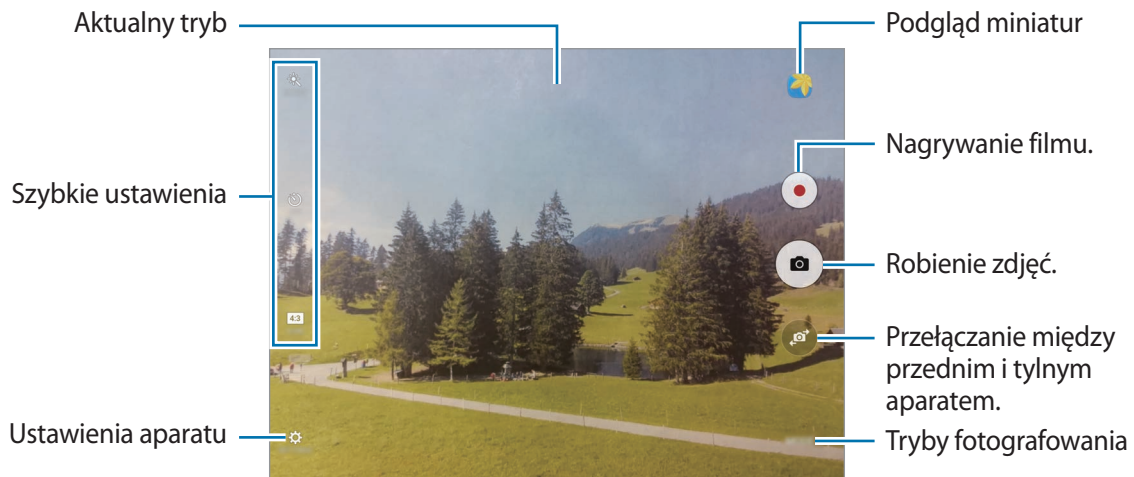 Aktualny tryb
Podgląd miniatur
Nagrywanie filmu.
Szybkie ustawienia
Robienie zdjęć.
4:3
Przełączanie między
przednim i tylnym
aparatem.
Ustawienia aparatu
Tryby fotografowania